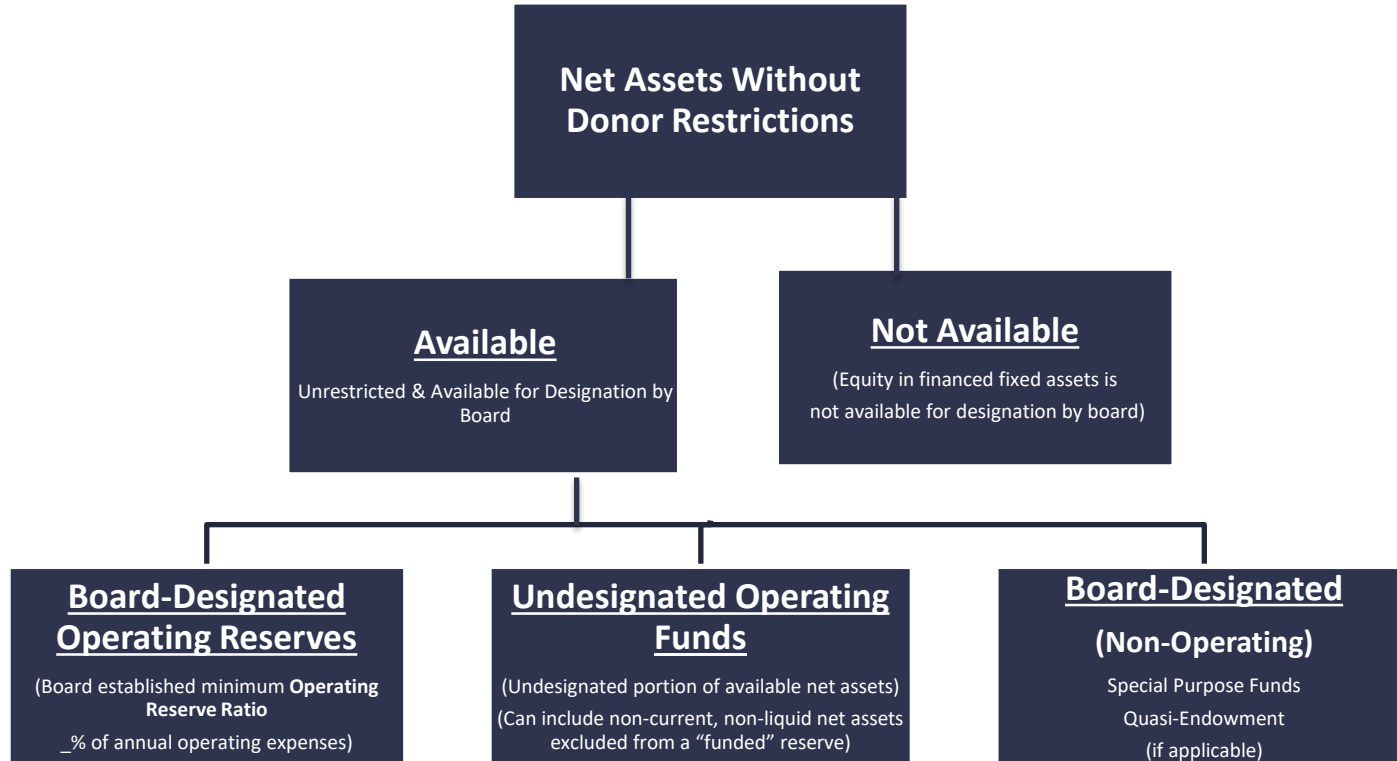 Net Assets Without
Donor Restrictions
Available
Unrestricted & Available for Designation by
Board
Not Available
(Equity in financed fixed assets is
not available for designation by board)
Board-Designated
Operating Reserves
(Board established minimum Operating
Reserve Ratio
_% of annual operating expenses)
Undesignated Operating
Funds
(Undesignated portion of available net assets)
(Can include non-current, non-liquid net assets
excluded from a “funded” reserve)
Board-Designated
(Non-Operating)
Special Purpose Funds
Quasi-Endowment
(if applicable)